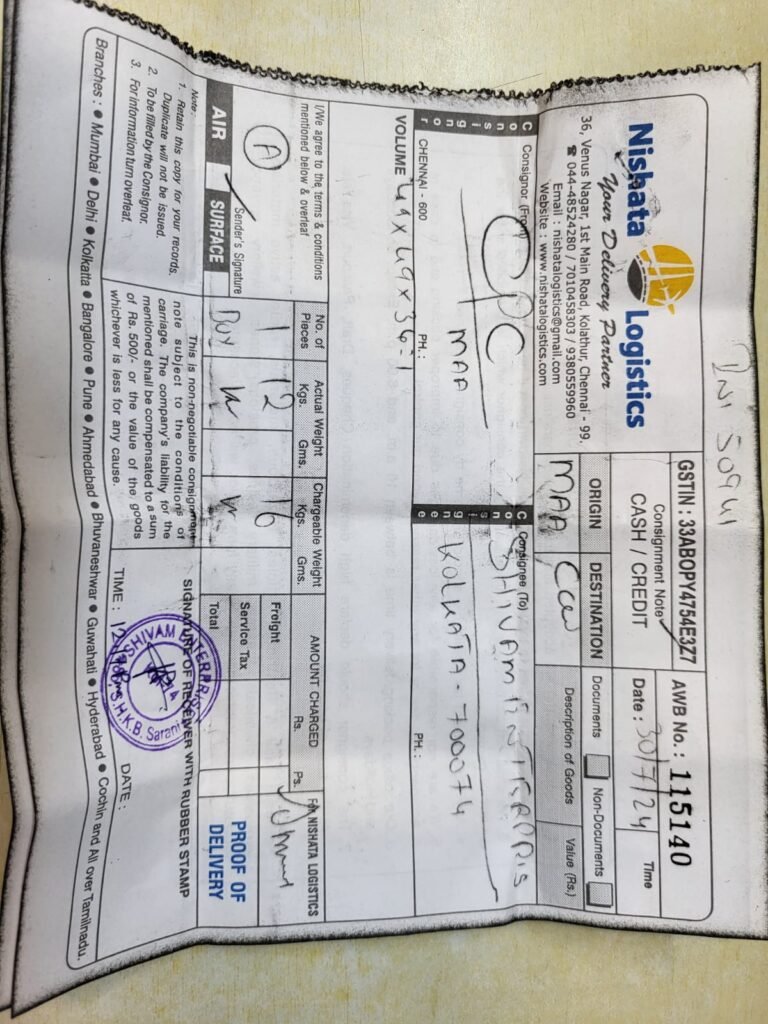 Nishata Logistics
Your Delivery Partner
36, Venus Nagar, 1st Main Road, Kolathur, Chennai - 99.
☎ 044-48524280 / 7010458303 / 9380559960
Email : nishatalogistics@gmail.com
Website : www.nishatalogistics.com
50941
GSTIN : 33ABOPY4754E3Z7
Consignment Note
CASH / CREDIT
AWB No.: 115140
Date : 30/7/24
Time
ORIGIN
MAA
DESTINATION
CCU
Documents
Non-Documents
Description of Goods
Value (Rs.)
Consignor
Consignor (From)
CPC
MAA
CHENNAI - 600
PH.:
Consignee
Consignee (To)
SHIVAM ENTERPRIS
KOLKATA - 700074
PH.:
VOLUME 49x49x36-1
I/We agree to the terms & conditions
mentioned below & overleaf
A
Sender's Signature
AIR
SURFACE
No. of Pieces
1
Actual Weight
Kgs. Gms.
12
Chargeable Weight
Kgs. Gms.
16
AMOUNT CHARGED
Rs. Ps.
Freight
Service Tax
Total
For NISHATA LOGISTICS
PROOF OF
DELIVERY
Note :
1. Retain this copy for your records.
Duplicate will not be issued.
2. To be filled by the Consignor.
3. For information turn overleaf.
This is non-negotiable consignment
note subject to the conditions of
carriage. The company's liability for the
mentioned shall be compensated to a sum
of Rs. 500/- or the value of the goods
whichever is less for any cause.
SIGNATURE OF RECEIVER WITH RUBBER STAMP
SHIVAM ENTERPRIS
S.H.K.B. Sarani
TIME :
DATE :
Branches : ● Mumbai ● Delhi ● Kolkatta ● Bangalore ● Pune ● Ahmedabad ● Bhuvaneshwar ● Guwahati ● Hyderabad ● Cochin and All over Tamilnadu.